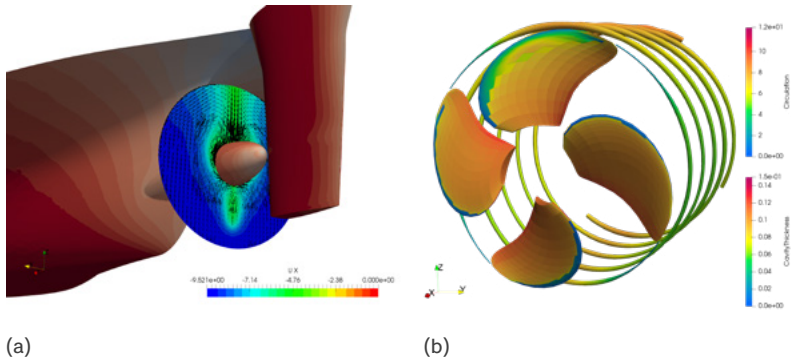 U X
-9.521e+00 -7.14 -4.76 -2.38 0.000e+00
(a)
1.2e+01
10
8
6
4
2
0.0e+00
Circulation
1.5e-01
0.14
0.12
0.10
0.08
0.06
0.04
0.02
0.0e+00
CavityThickness
Z
X
Y
(b)